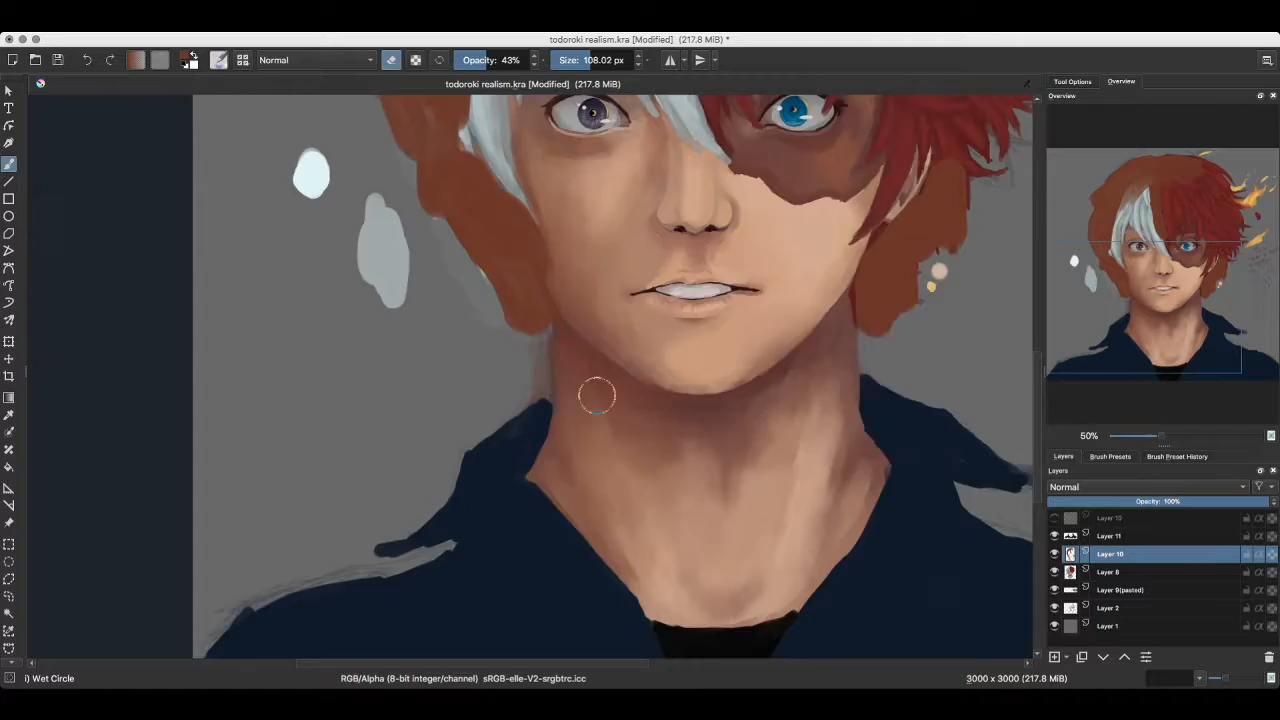 todoroki realism.kra [Modified] (217.8 MiB) *
Normal
Opacity: 43%
Size: 108.02 px
todoroki realism.kra [Modified] (217.8 MiB)
Tool Options
Overview
Overview
50%
Layers
Brush Presets
Brush Preset History
Layers
Normal
Opacity: 100%
Layer 10
Layer 11
Layer 10
Layer 8
Layer 9(pasted)
Layer 2
Layer 1
i) Wet Circle
RGB/Alpha (8-bit integer/channel) sRGB-elle-V2-srgbtrc.icc
3000 x 3000 (217.8 MiB)